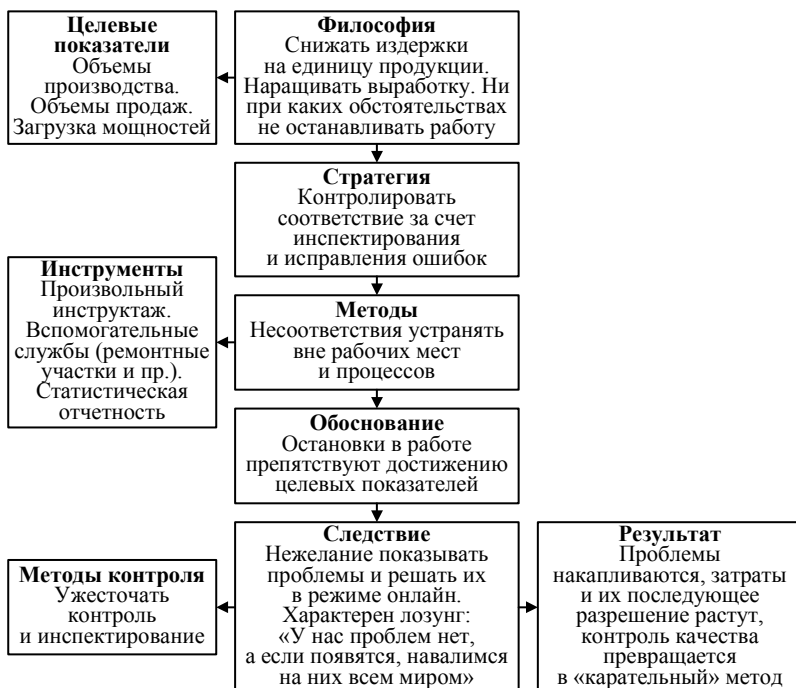 Целевые
показатели
Объемы
производства.
Объемы продаж.
Загрузка мощностей
Философия
Снижать издержки
на единицу продукции.
Наращивать выработку. Ни
при каких обстоятельствах
не останавливать работу
Стратегия
Контролировать
соответствие за счет
инспектирования
и исправления ошибок
Инструменты
Произвольный
инструктаж.
Вспомогательные
службы (ремонтные
участки и пр.).
Статистическая
отчетность
Методы
Несоответствия устранять
вне рабочих мест
и процессов
Обоснование
Остановки в работе
препятствуют достижению
целевых показателей
Методы контроля
Ужесточать
контроль
и инспектирование
Следствие
Нежелание показывать
проблемы и решать их
в режиме онлайн.
Характерен лозунг:
«У нас проблем нет,
а если появятся, навалимся
на них всем миром»
Результат
Проблемы
накапливаются, затраты
и их последующее
разрешение растут,
контроль качества
превращается
в «карательный» метод